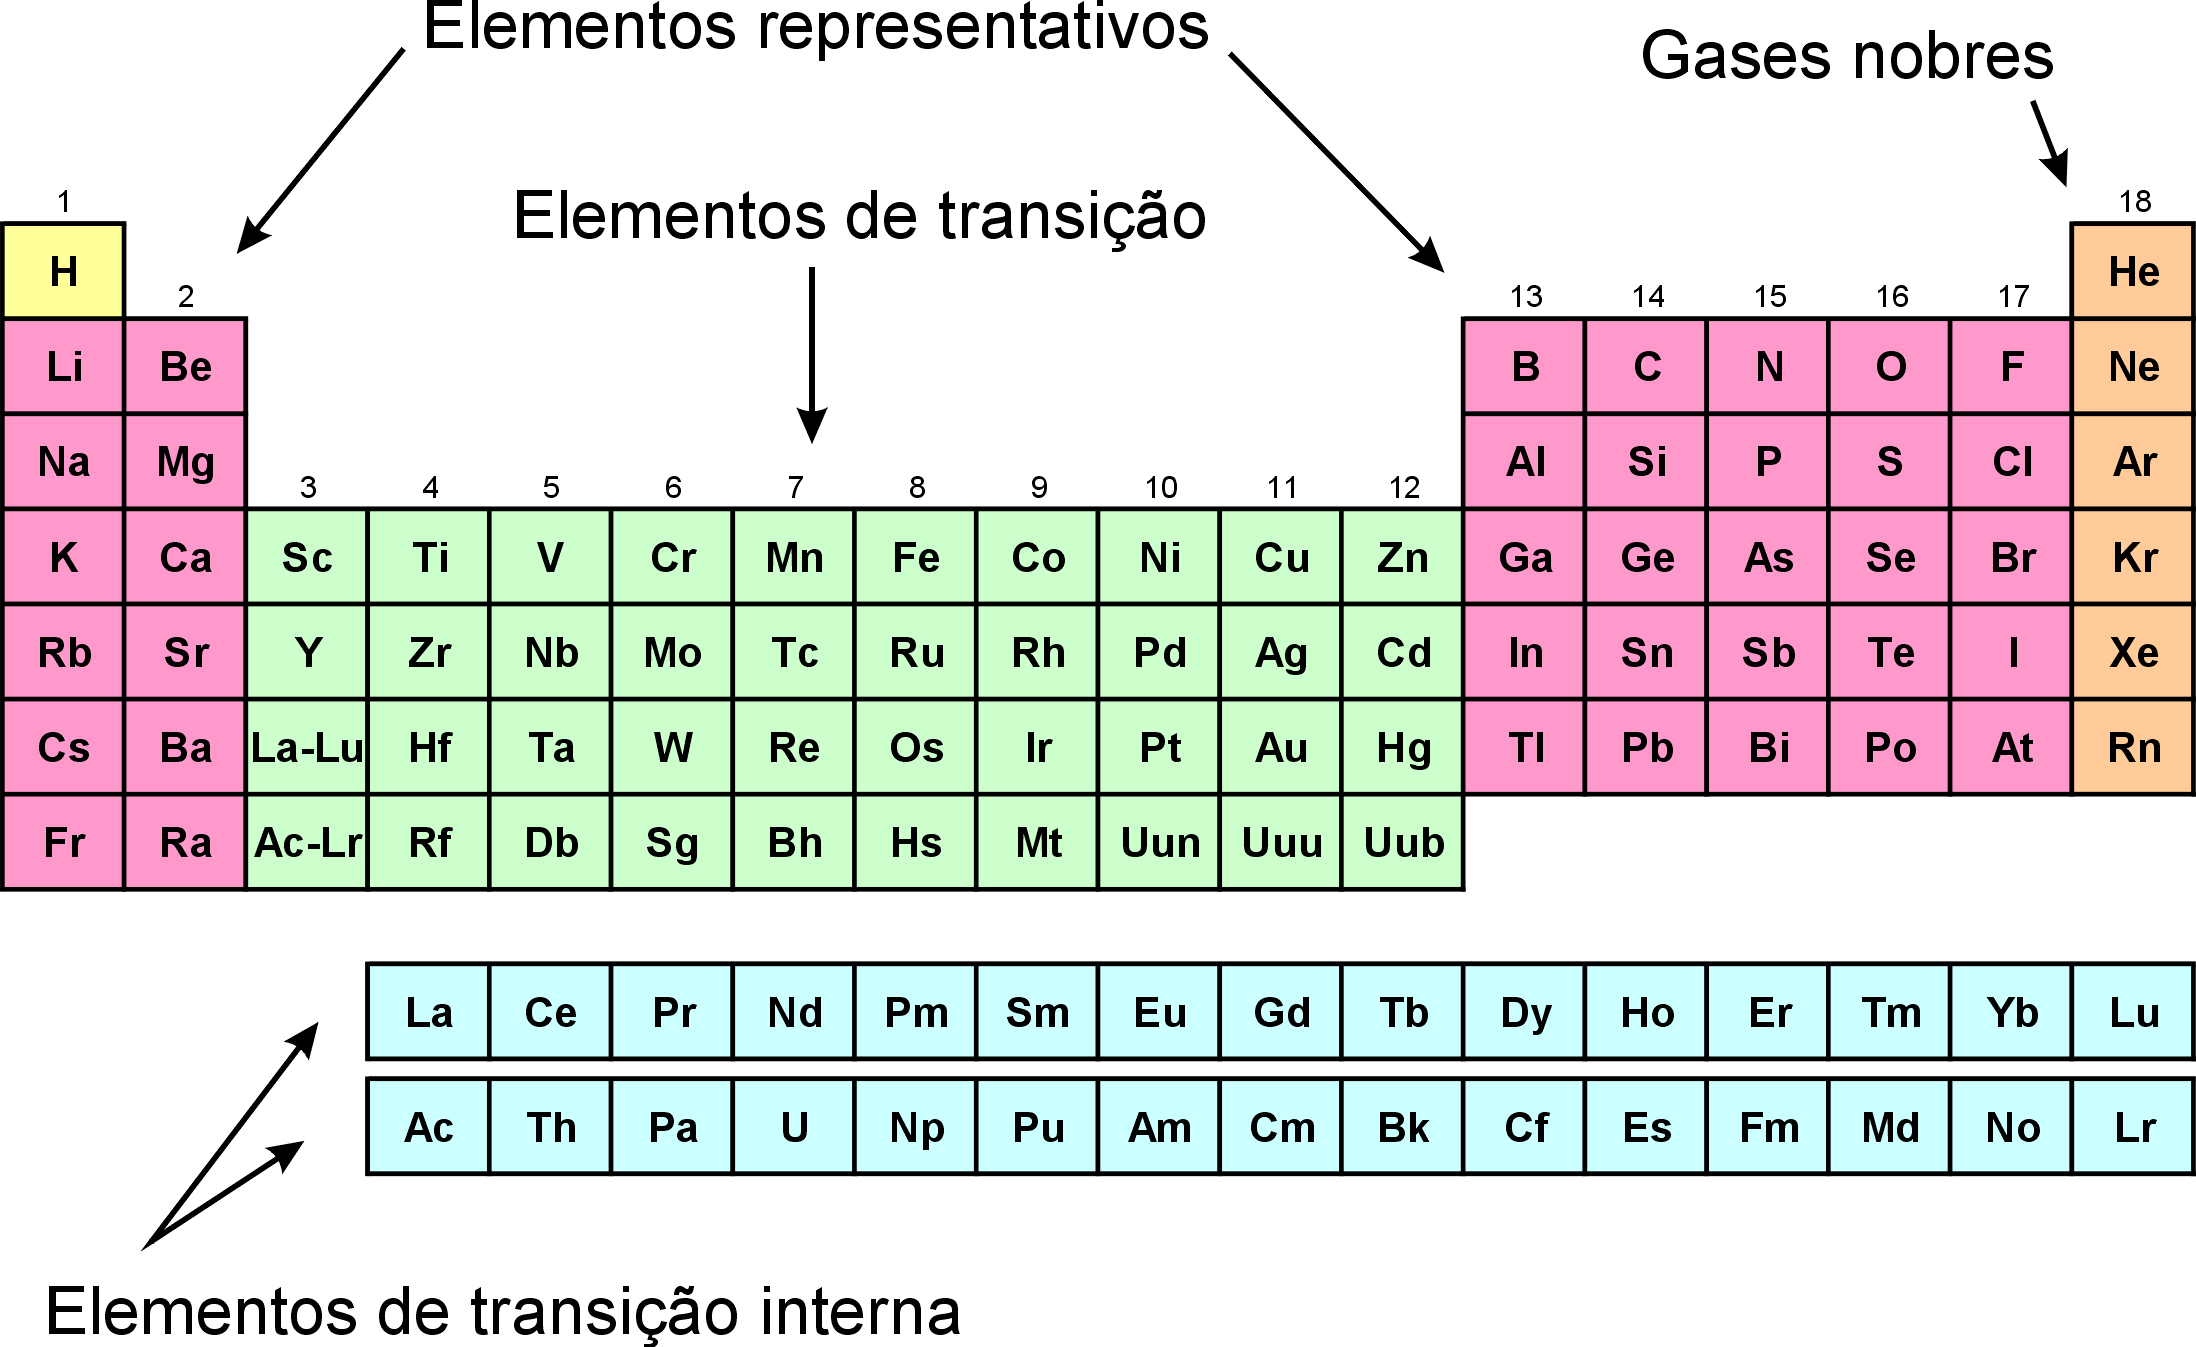 Elementos representativos
Gases nobres
Elementos de transição
1
18
H
He
2
13 14 15 16 17
Li Be B C N O F Ne
Na Mg Al Si P S Cl Ar
3 4 5 6 7 8 9 10 11 12
K Ca Sc Ti V Cr Mn Fe Co Ni Cu Zn Ga Ge As Se Br Kr
Rb Sr Y Zr Nb Mo Tc Ru Rh Pd Ag Cd In Sn Sb Te I Xe
Cs Ba La-Lu Hf Ta W Re Os Ir Pt Au Hg Tl Pb Bi Po At Rn
Fr Ra Ac-Lr Rf Db Sg Bh Hs Mt Uun Uuu Uub
La Ce Pr Nd Pm Sm Eu Gd Tb Dy Ho Er Tm Yb Lu
Ac Th Pa U Np Pu Am Cm Bk Cf Es Fm Md No Lr
Elementos de transição interna